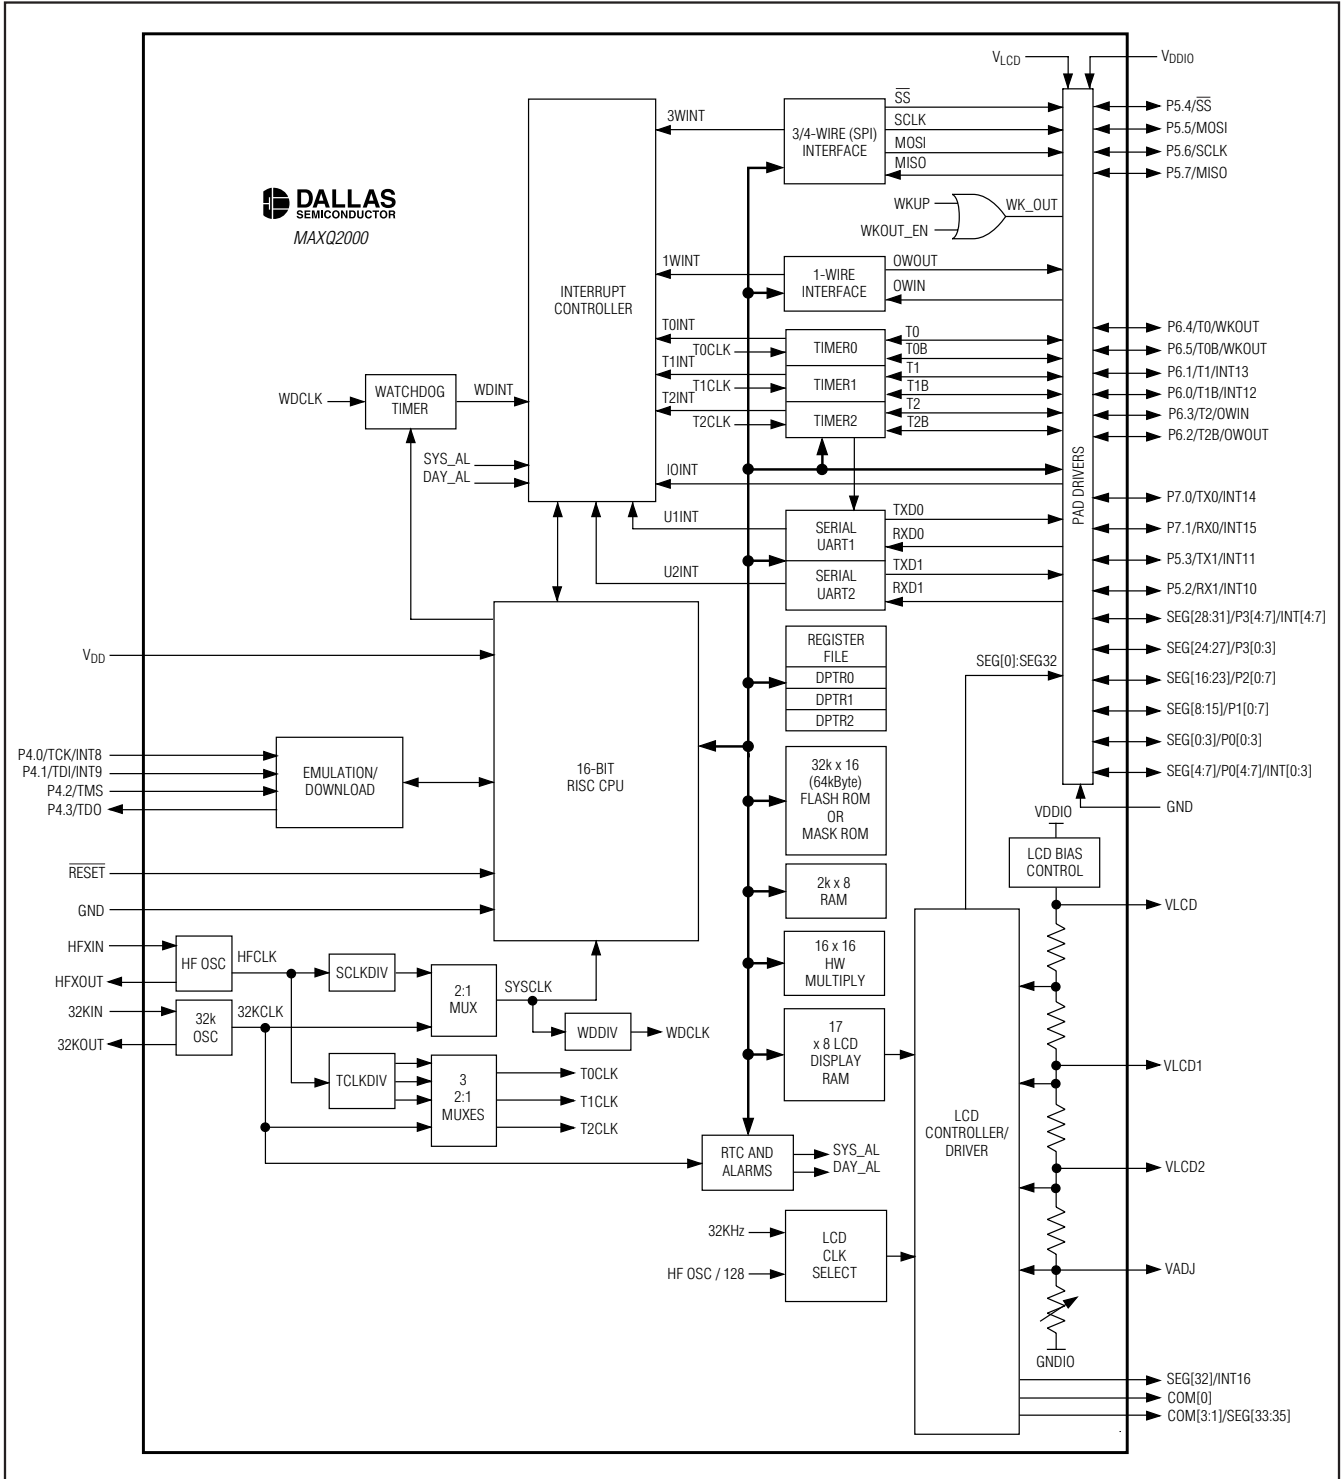 VLCD
VDDIO
DALLAS
SEMICONDUCTOR
MAXQ2000
INTERRUPT
CONTROLLER
3WINT
3/4-WIRE (SPI)
INTERFACE
SS
SCLK
MOSI
MISO
WKUP
WKOUT_EN
WK_OUT
1WINT
1-WIRE
INTERFACE
OWOUT
OWIN
T0INT
T0CLK
TIMER0
T0
T0B
T1INT
T1CLK
TIMER1
T1
T1B
T2INT
T2CLK
TIMER2
T2
T2B
WDCLK
WATCHDOG
TIMER
WDINT
SYS_AL
DAY_AL
IOINT
U1INT
SERIAL
UART1
TXD0
RXD0
U2INT
SERIAL
UART2
TXD1
RXD1
PAD DRIVERS
P5.4/SS
P5.5/MOSI
P5.6/SCLK
P5.7/MISO
P6.4/T0/WKOUT
P6.5/T0B/WKOUT
P6.1/T1/INT13
P6.0/T1B/INT12
P6.3/T2/OWIN
P6.2/T2B/OWOUT
P7.0/TX0/INT14
P7.1/RX0/INT15
P5.3/TX1/INT11
P5.2/RX1/INT10
SEG[28:31]/P3[4:7]/INT[4:7]
SEG[24:27]/P3[0:3]
SEG[16:23]/P2[0:7]
SEG[8:15]/P1[0:7]
SEG[0:3]/P0[0:3]
SEG[4:7]/P0[4:7]/INT[0:3]
GND
VDD
16-BIT
RISC CPU
P4.0/TCK/INT8
P4.1/TDI/INT9
P4.2/TMS
P4.3/TDO
EMULATION/
DOWNLOAD
RESET
GND
REGISTER
FILE
DPTR0
DPTR1
DPTR2
SEG[0]:SEG32
32k x 16
(64kByte)
FLASH ROM
OR
MASK ROM
2k x 8
RAM
16 x 16
HW
MULTIPLY
17
x 8 LCD
DISPLAY
RAM
HFXIN
HFXOUT
HF OSC
HFCLK
32KIN
32KOUT
32k
OSC
32KCLK
SCLKDIV
2:1
MUX
SYSCLK
WDDIV
WDCLK
TCLKDIV
3
2:1
MUXES
T0CLK
T1CLK
T2CLK
RTC AND
ALARMS
SYS_AL
DAY_AL
32KHz
HF OSC / 128
LCD
CLK
SELECT
LCD
CONTROLLER/
DRIVER
VDDIO
LCD BIAS
CONTROL
VLCD
VLCD1
VLCD2
VADJ
GNDIO
SEG[32]/INT16
COM[0]
COM[3:1]/SEG[33:35]